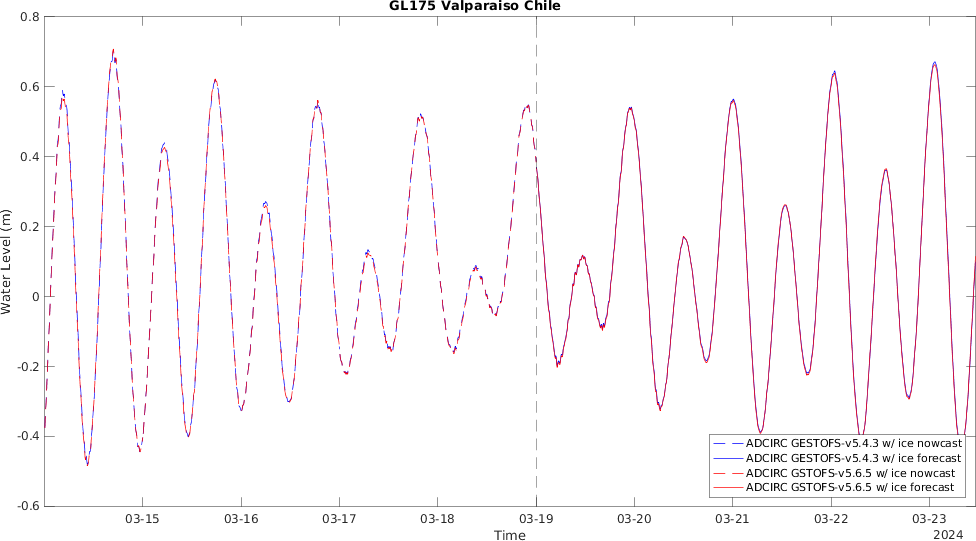 GL175 Valparaiso Chile
0.8
0.6
0.4
0.2
0
-0.2
-0.4
-0.6
Water Level (m)
ADCIRC GESTOFS-v5.4.3 w/ ice nowcast
ADCIRC GESTOFS-v5.4.3 w/ ice forecast
ADCIRC GSTOFS-v5.6.5 w/ ice nowcast
ADCIRC GSTOFS-v5.6.5 w/ ice forecast
03-15 03-16 03-17 03-18 03-19 03-20 03-21 03-22 03-23
Time
2024